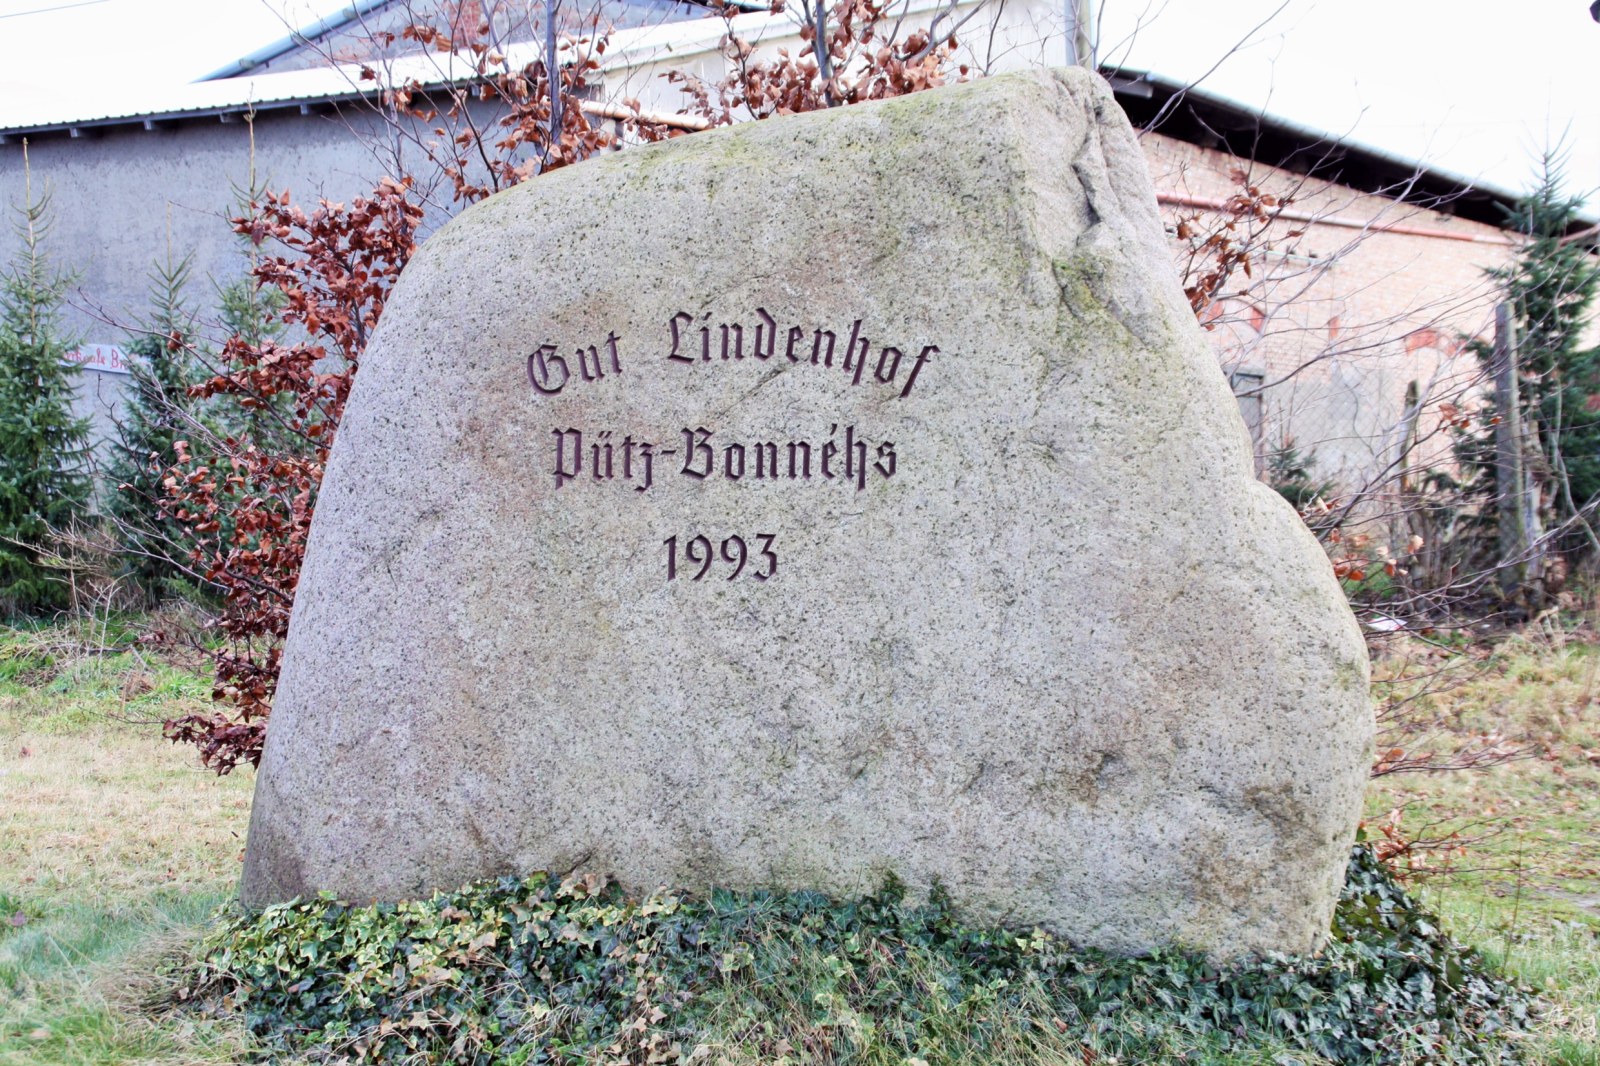 Gut Lindenhof
Pütz-Bonnéhs
1993